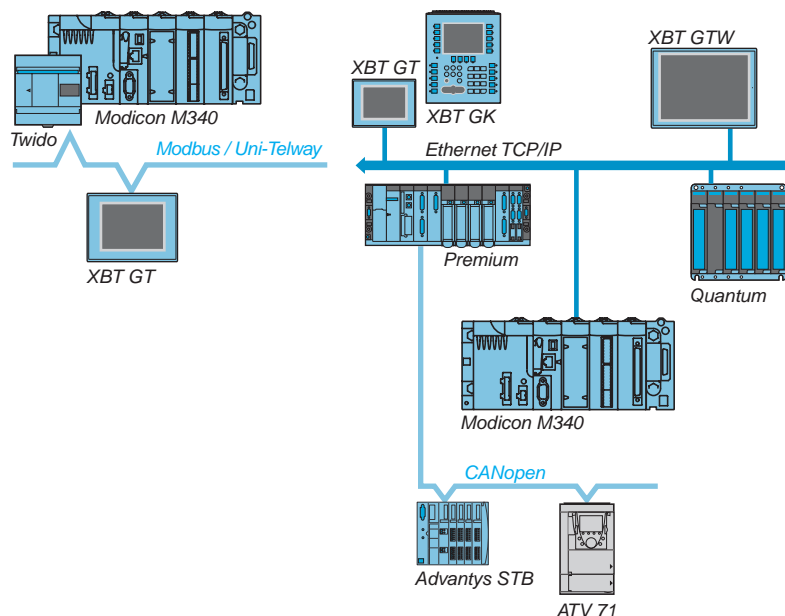 XBT GT
XBT GK
XBT GTW
Twido
Modicon M340
Modbus / Uni-Telway
Ethernet TCP/IP
XBT GT
Premium
Quantum
Modicon M340
CANopen
Advantys STB
ATV 71